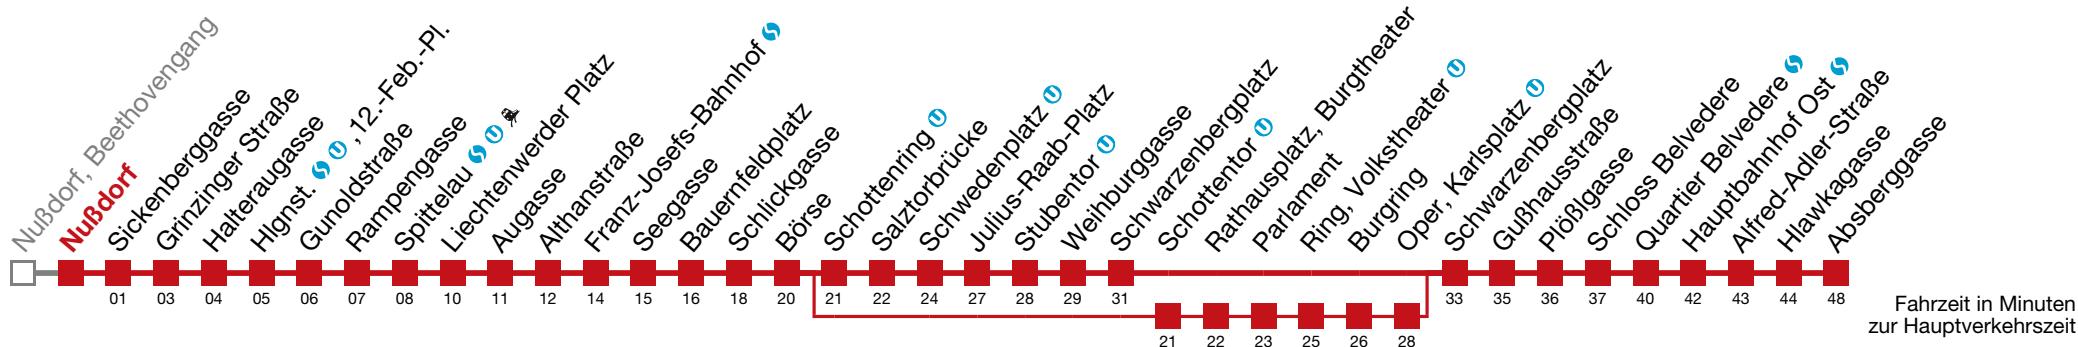 Nußdorf, Beethovengang
Nußdorf
Sickenberggasse
Grinzinger Straße
Halteraugasse
Hlgnst. S U , 12.-Feb.-Pl.
Gunoldstraße
Rampengasse
Spittelau S U
Liechtenwerder Platz
Augasse
Althanstraße
Franz-Josefs-Bahnhof S
Seegasse
Bauernfeldplatz
Schlickgasse
Börse
Schottenring U
Salztorbrücke
Schwedenplatz U
Julius-Raab-Platz
Stubentor U
Weihburggasse
Schwarzenbergplatz
Schottentor U
Rathausplatz, Burgtheater
Parlament
Ring, Volkstheater U
Burgring
Oper, Karlsplatz U
Schwarzenbergplatz
Gußhausstraße
Plößlgasse
Schloss Belvedere
Quartier Belvedere S
Hauptbahnhof Ost S
Alfred-Adler-Straße
Hlawkagasse
Absberggasse
01 03 04 05 06 07 08 10 11 12 14 15 16 18 20 21 22 24 27 28 29 31 33 35 36 37 40 42 43 44 48
21 22 23 25 26 28
Fahrzeit in Minuten
zur Hauptverkehrszeit